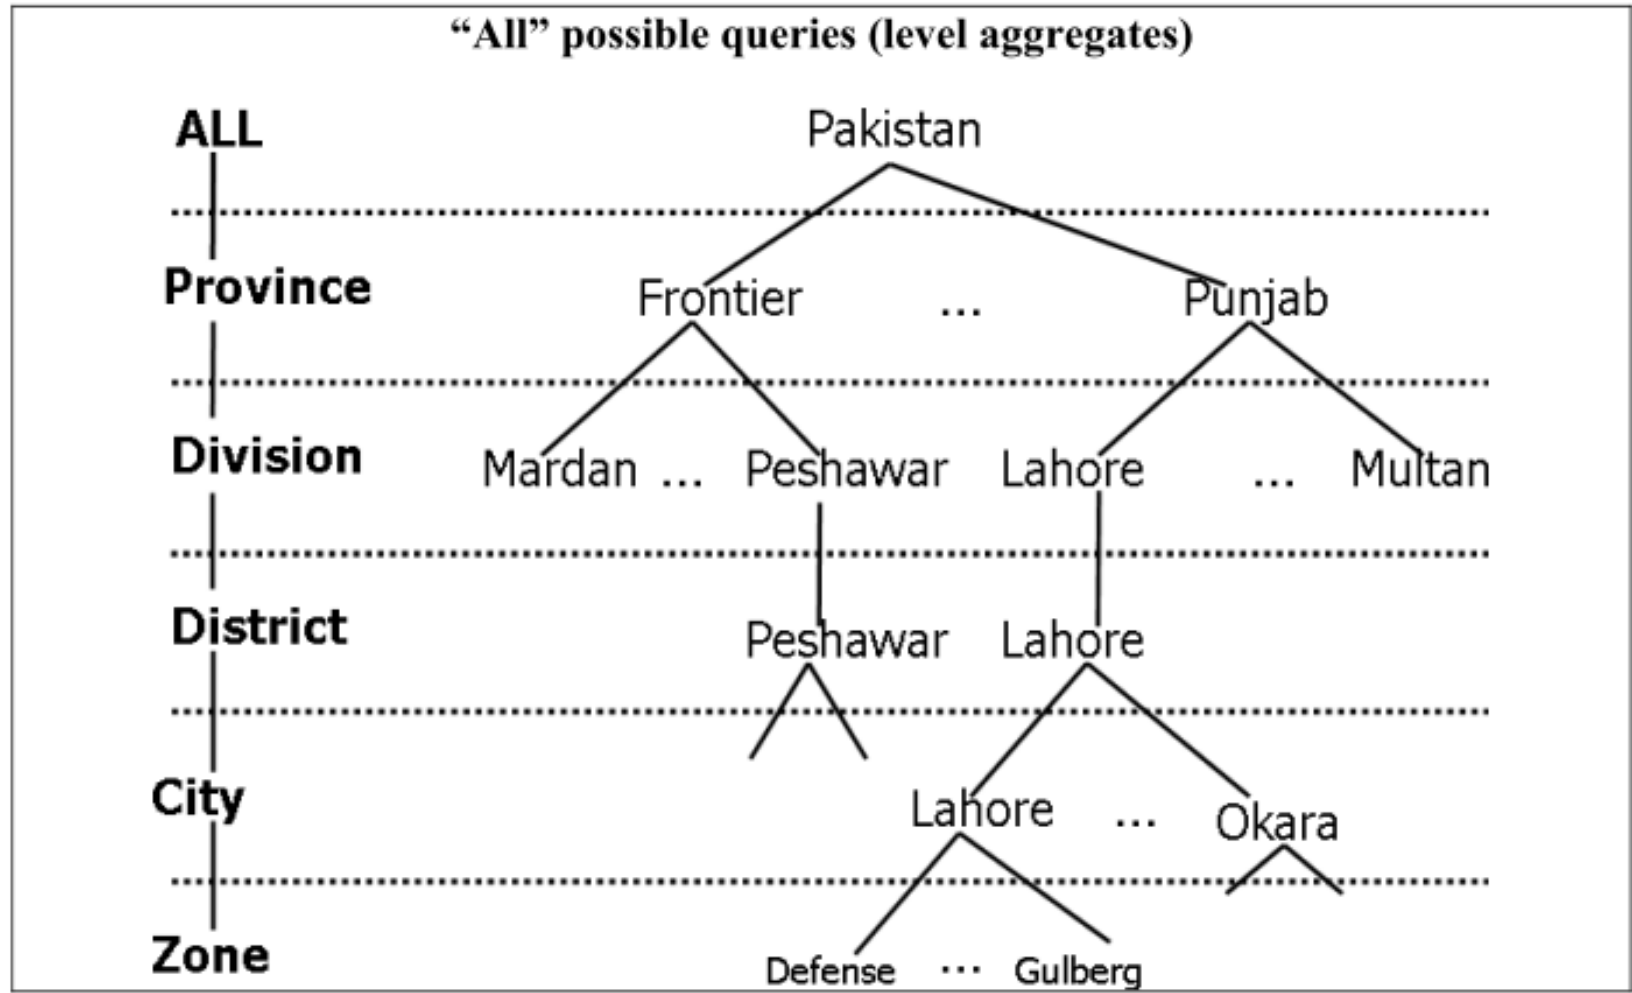 “All” possible queries (level aggregates)
ALL Pakistan
Province Frontier ... Punjab
Division Mardan ... Peshawar Lahore ... Multan
District Peshawar Lahore
City Lahore ... Okara
Zone Defense ... Gulberg